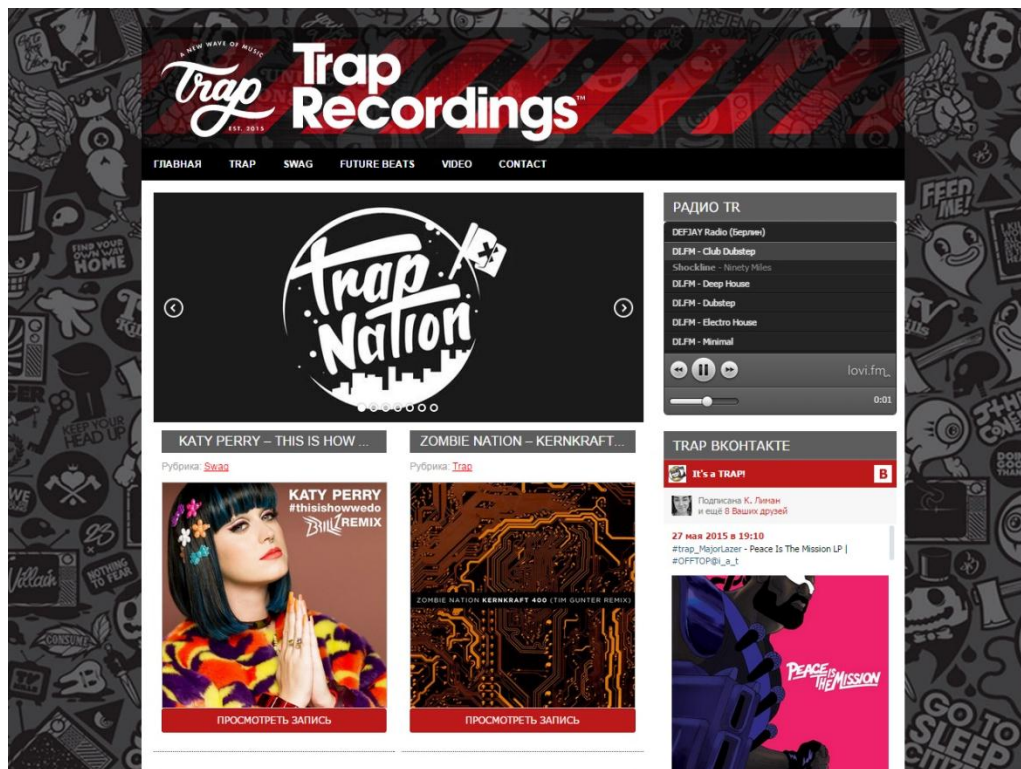 A NEW WAVE OF MUSIC
Trap
EST. 2015
Trap
Recordings™
ГЛАВНАЯ TRAP SWAG FUTURE BEATS VIDEO CONTACT
Trap
Nation
РАДИО TR
DEFJAY Radio (Берлин)
DI.FM - Club Dubstep
Shockline - Ninety Miles
DI.FM - Deep House
DI.FM - Dubstep
DI.FM - Electro House
DI.FM - Minimal
lovi.fm_
0:01
KATY PERRY – THIS IS HOW ...
Рубрика: Swag
KATY PERRY
#thisishowwedo
BRILLZ REMIX
ПРОСМОТРЕТЬ ЗАПИСЬ
ZOMBIE NATION – KERNKRAFT...
Рубрика: Trap
ZOMBIE NATION KERNKRAFT 400 (TIM GUNTER REMIX)
ПРОСМОТРЕТЬ ЗАПИСЬ
TRAP ВКОНТАКТЕ
It's a TRAP!
B
Подписана К. Лиман
и ещё 8 Ваших друзей
27 мая 2015 в 19:10
#trap_MajorLazer - Peace Is The Mission LP |
#OFFTOP@i_a_t
PEACE IS
THE MISSION
FIND YOUR
OWN WAY
HOME
KEEP YOUR
HEAD UP
Villain
NOTHING
TO FEAR
CONSUME
FEED
ME!
GO TO
SLEEP